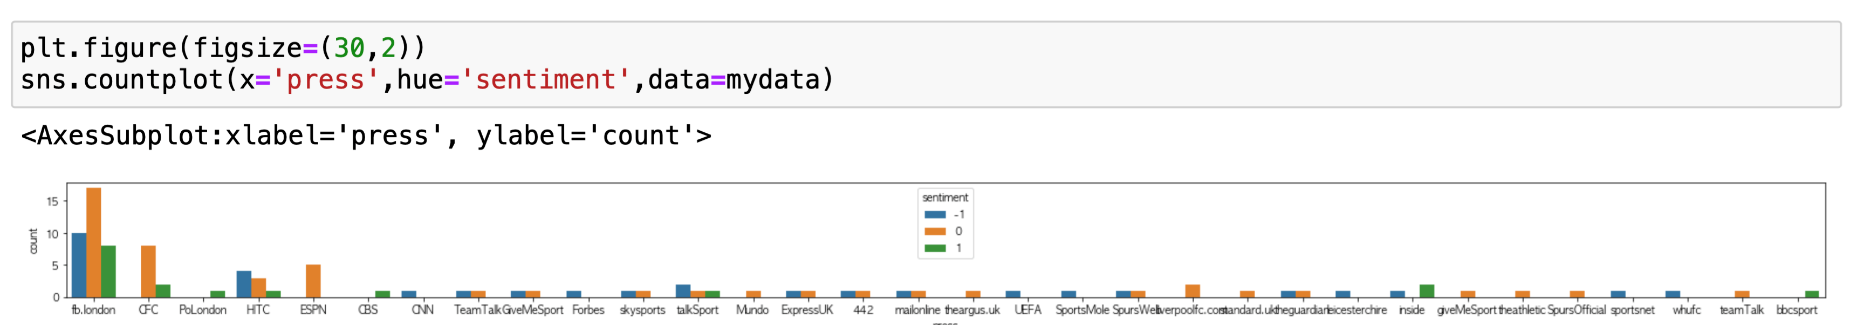 plt.figure(figsize=(30,2))
sns.countplot(x='press',hue='sentiment',data=mydata)
<AxesSubplot:xlabel='press', ylabel='count'>
sentiment
-1
0
1
15
10
5
0
count
fb.london CFC PoLondon HITC ESPN CBS CNN TeamTalk GiveMeSport Forbes skysports talkSport Mundo ExpressUK 442 mailonline theargus.uk UEFA SportsMole SpursWeb liverpoolfc.com standard.uk theguardian leicesterchire inside giveMeSport theathletic SpursOfficial sportsnet whufc teamTalk bbcsport